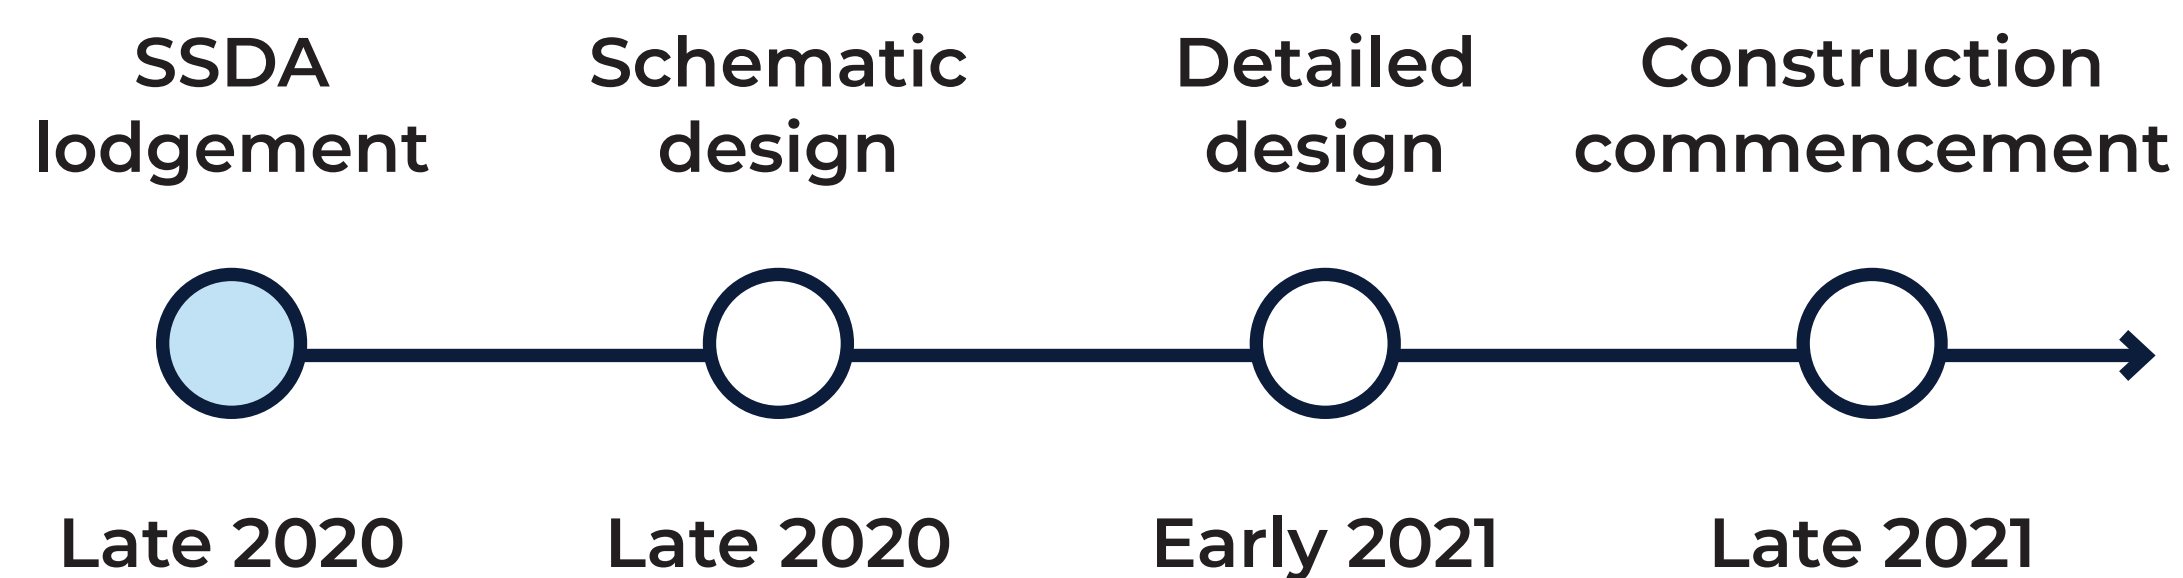 SSDA
lodgement
Schematic
design
Detailed
design
Construction
commencement
Late 2020
Late 2020
Early 2021
Late 2021